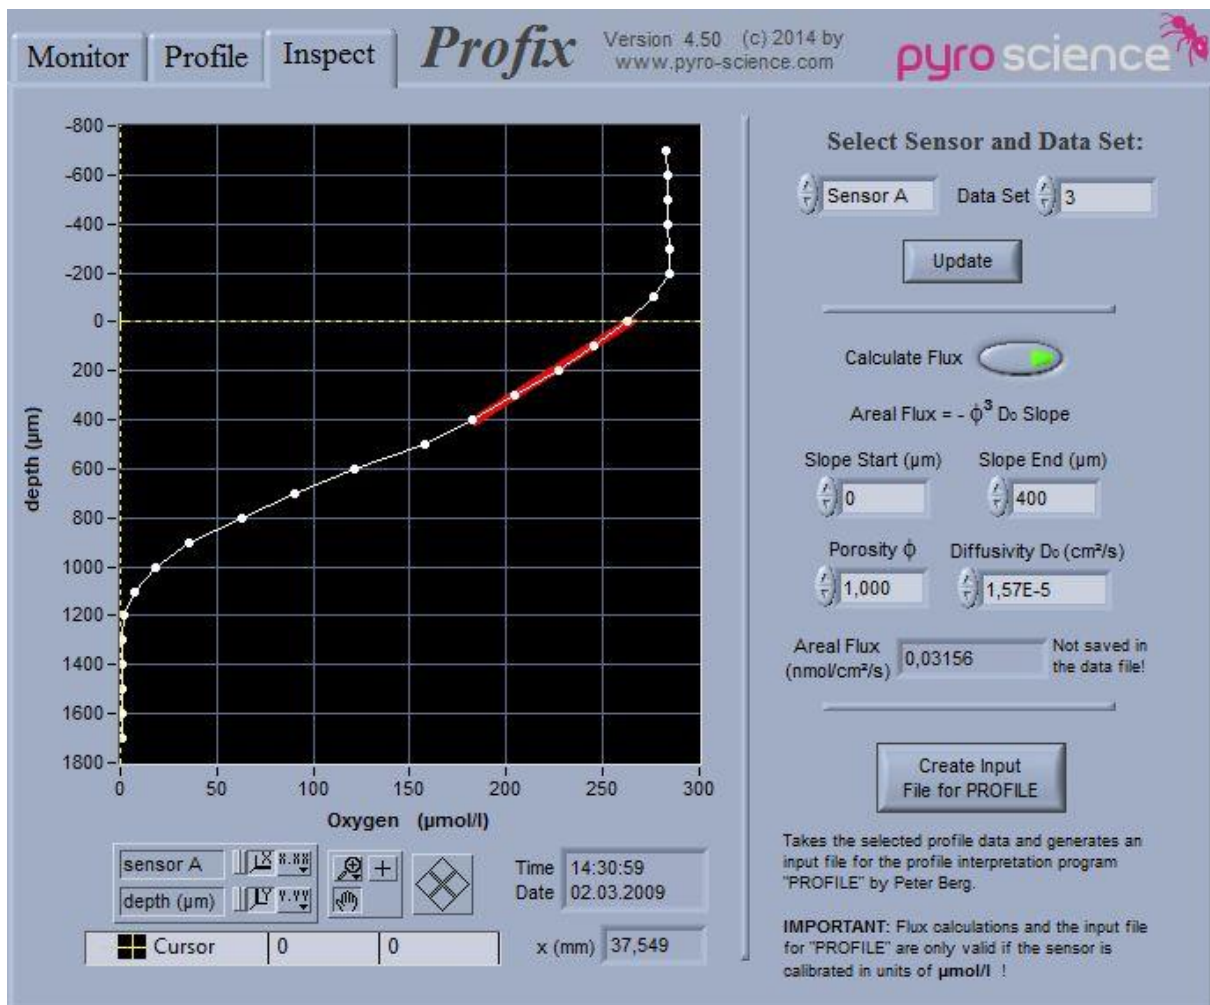 Monitor
Profile
Inspect
Profix
Version 4.50 (c) 2014 by
www.pyro-science.com
pyroscience
-800
-600
-400
-200
0
200
400
600
800
1000
1200
1400
1600
1800
depth (µm)
0 50 100 150 200 250 300
Oxygen (µmol/l)
sensor A
X.XX
depth (µm)
Y.YY
Time 14:30:59
Date 02.03.2009
Cursor 0 0
x (mm) 37,549
Select Sensor and Data Set:
Sensor A Data Set 3
Update
Calculate Flux
Areal Flux = - ϕ³ D₀ Slope
Slope Start (µm) Slope End (µm)
0 400
Porosity ϕ Diffusivity D₀ (cm²/s)
1,000 1,57E-5
Areal Flux
(nmol/cm²/s)
0,03156
Not saved in
the data file!
Create Input
File for PROFILE
Takes the selected profile data and generates an
input file for the profile interpretation program
"PROFILE" by Peter Berg.
IMPORTANT: Flux calculations and the input file
for "PROFILE" are only valid if the sensor is
calibrated in units of µmol/l !